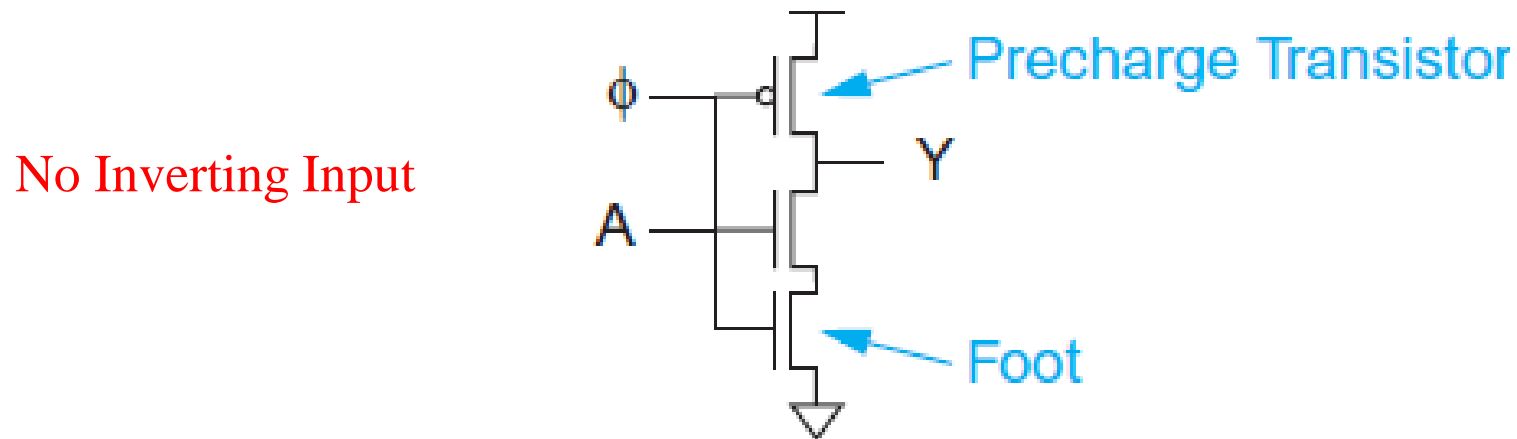 Precharge Transistor
ϕ
No Inverting Input
Y
A
Foot